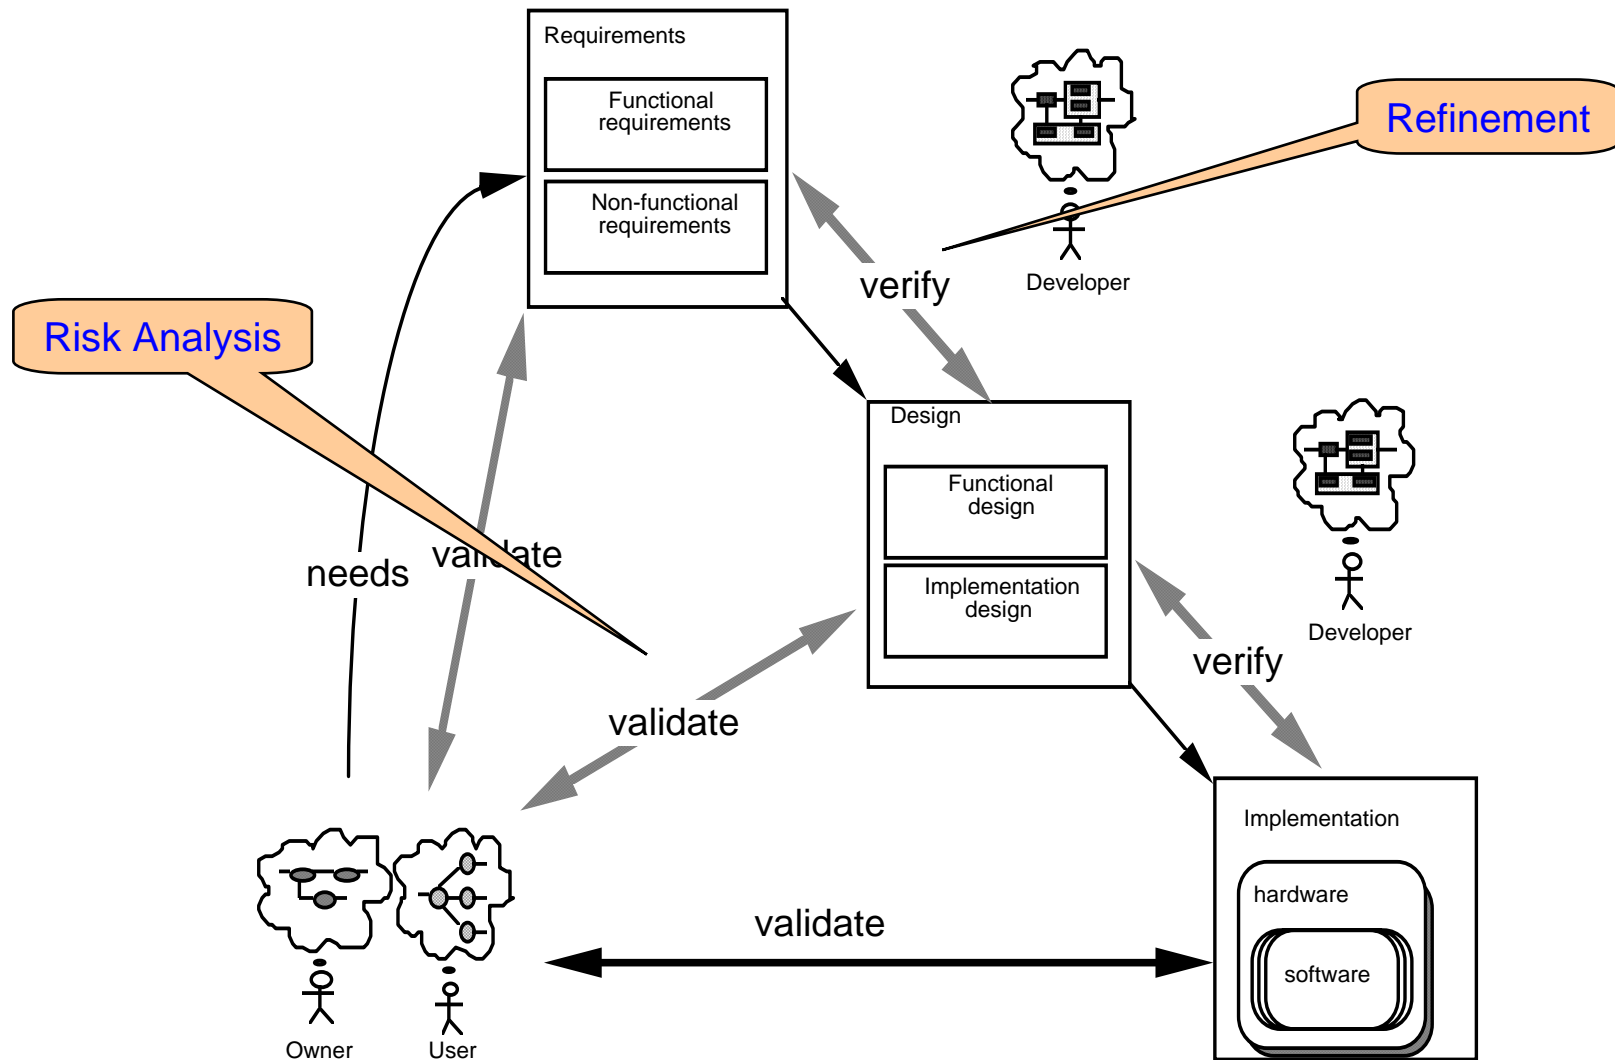 Requirements
Functional
requirements
Non-functional
requirements
Refinement
verify
Developer
Risk Analysis
Design
Functional
design
Implementation
design
needs
validate
Developer
verify
validate
Implementation
hardware
software
validate
Owner
User